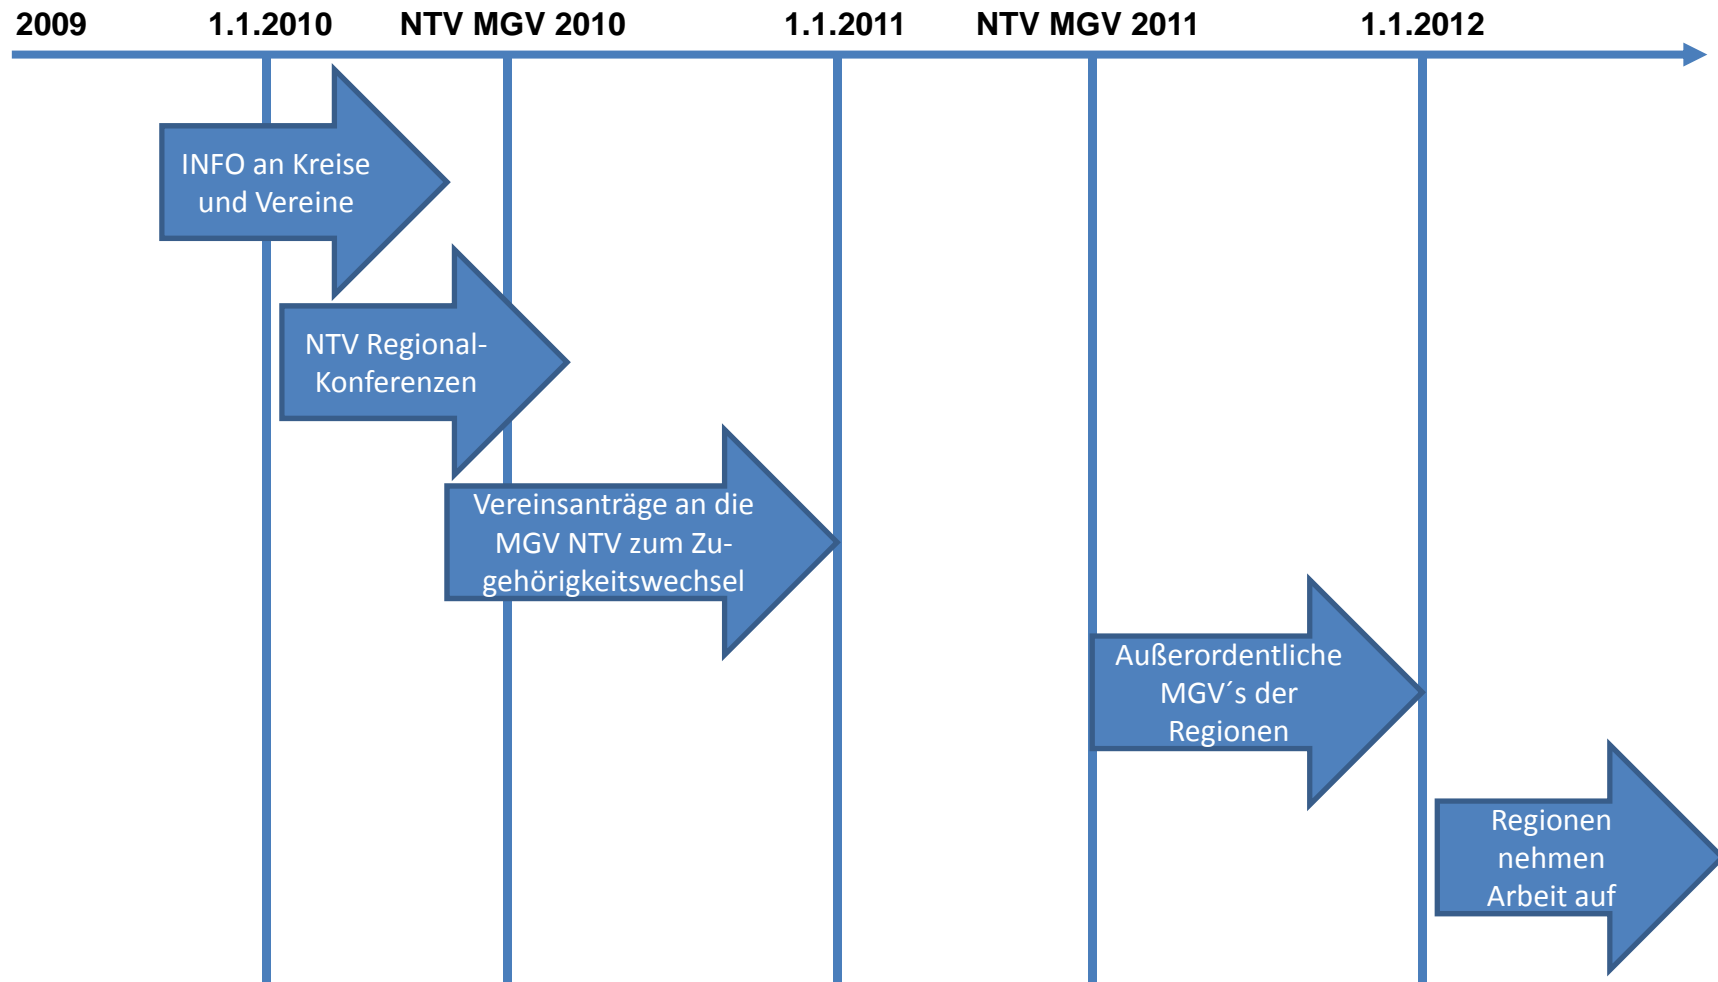 2009 1.1.2010 NTV MGV 2010 1.1.2011 NTV MGV 2011 1.1.2012
INFO an Kreise
und Vereine
NTV Regional-
Konferenzen
Vereinsanträge an die
MGV NTV zum Zu-
gehörigkeitswechsel
Außerordentliche
MGV´s der
Regionen
Regionen
nehmen
Arbeit auf